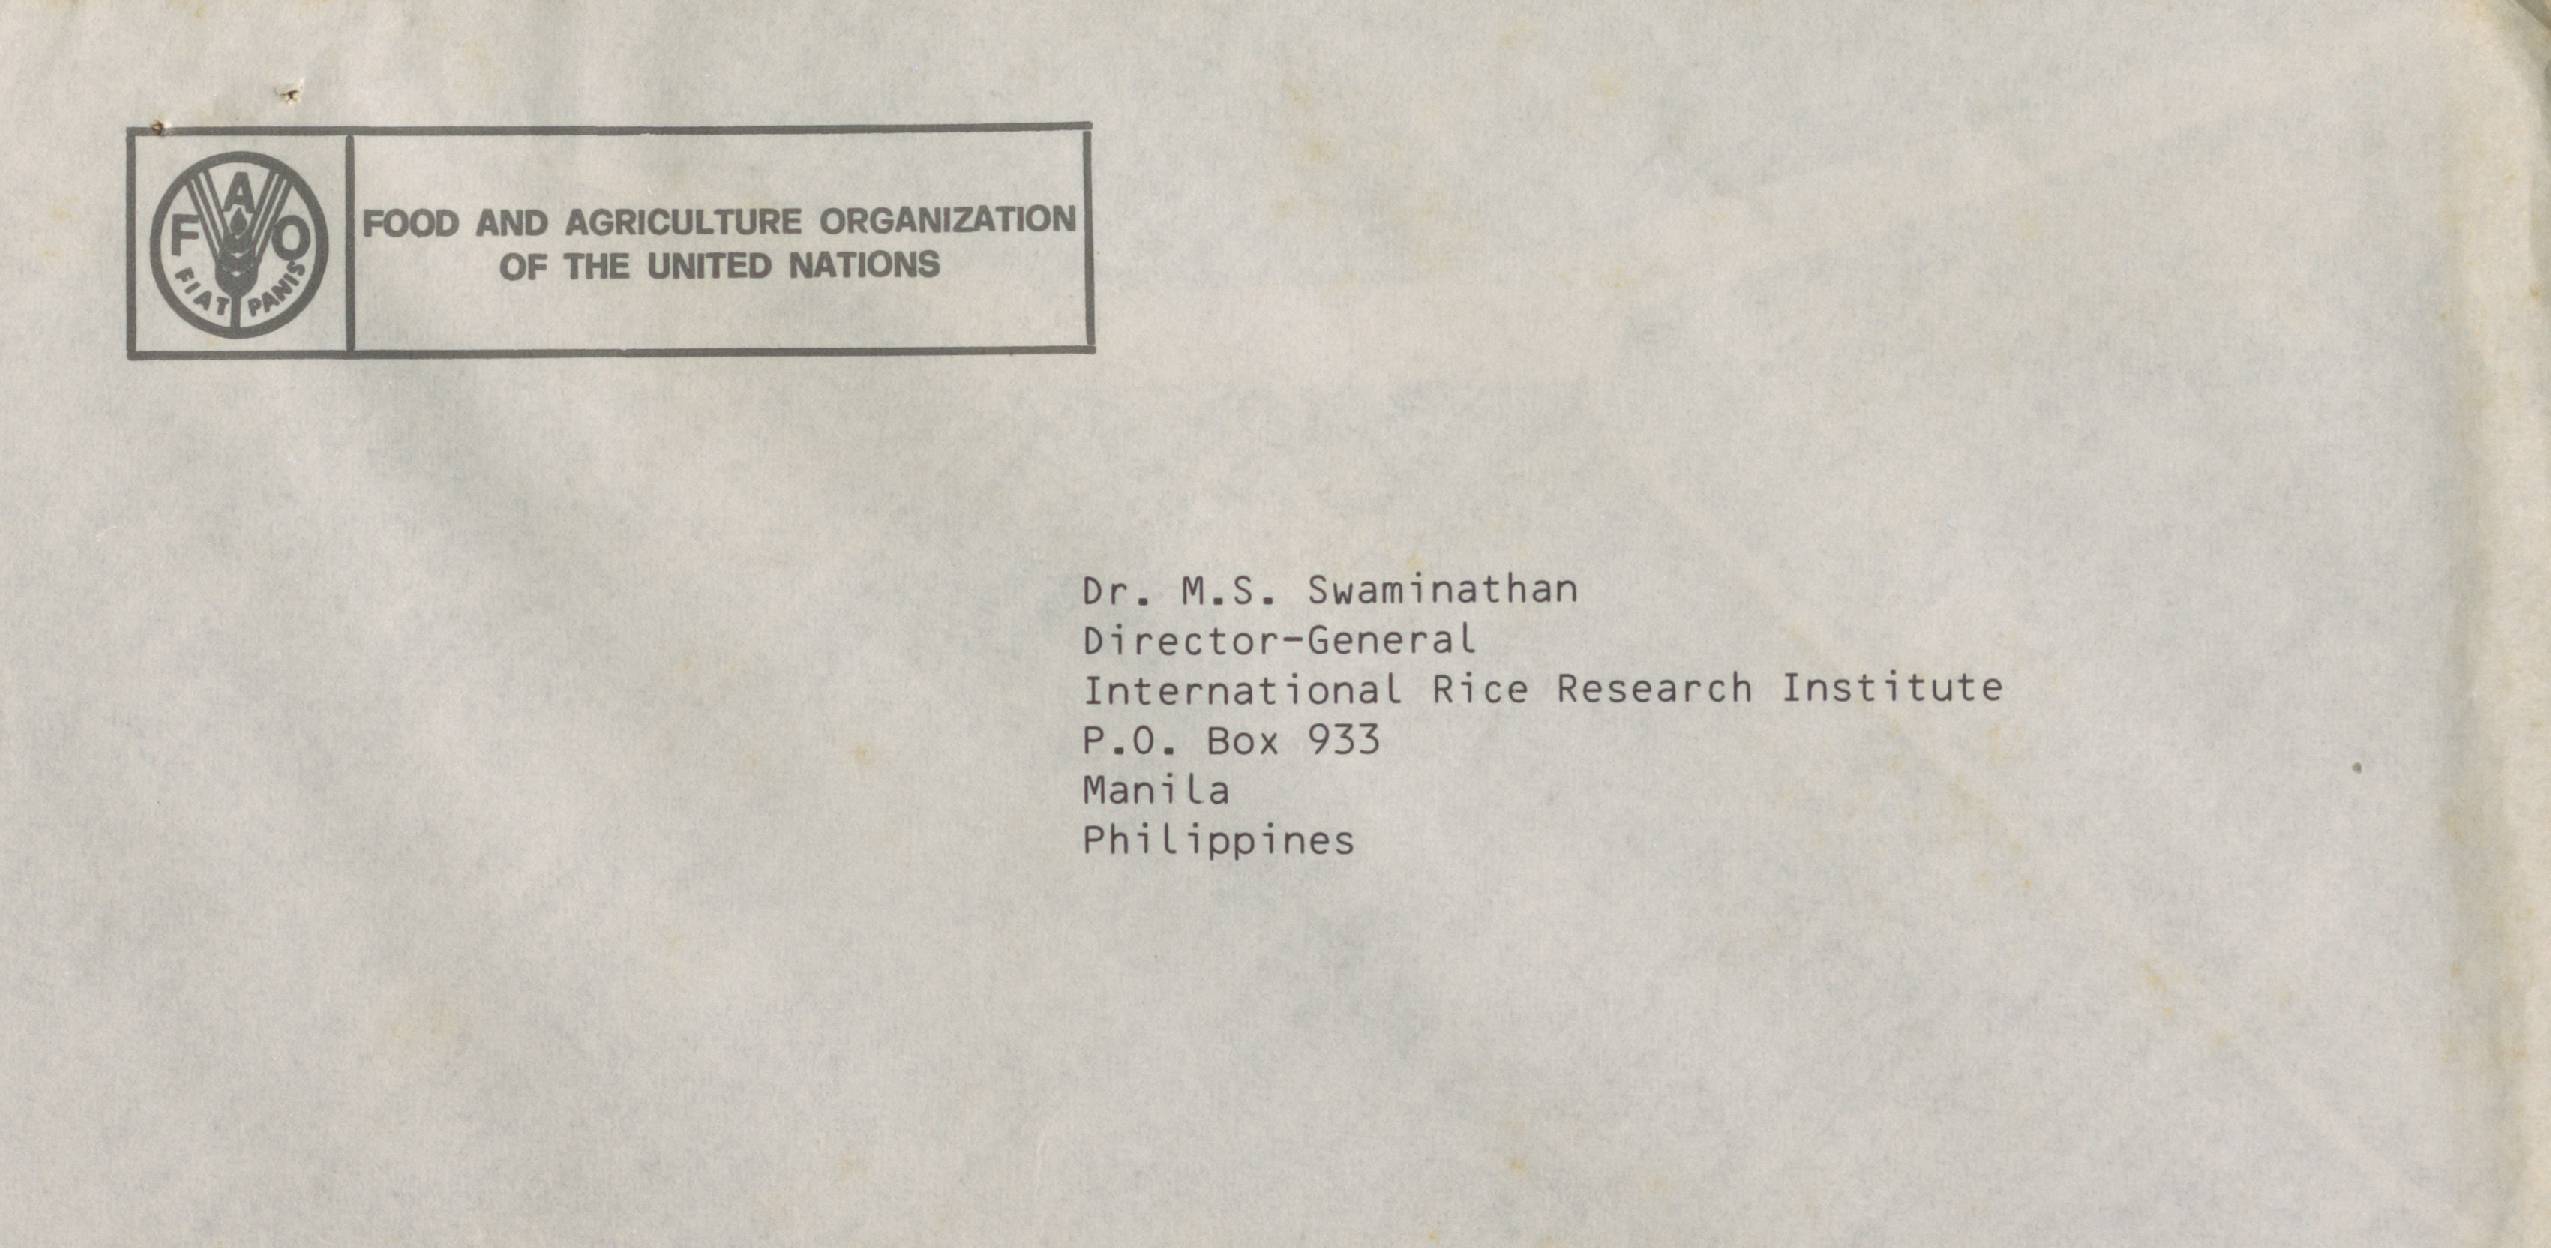 FAO
FIAT PANIS
FOOD AND AGRICULTURE ORGANIZATION
OF THE UNITED NATIONS
Dr. M.S. Swaminathan
Director-General
International Rice Research Institute
P.O. Box 933
Manila
Philippines